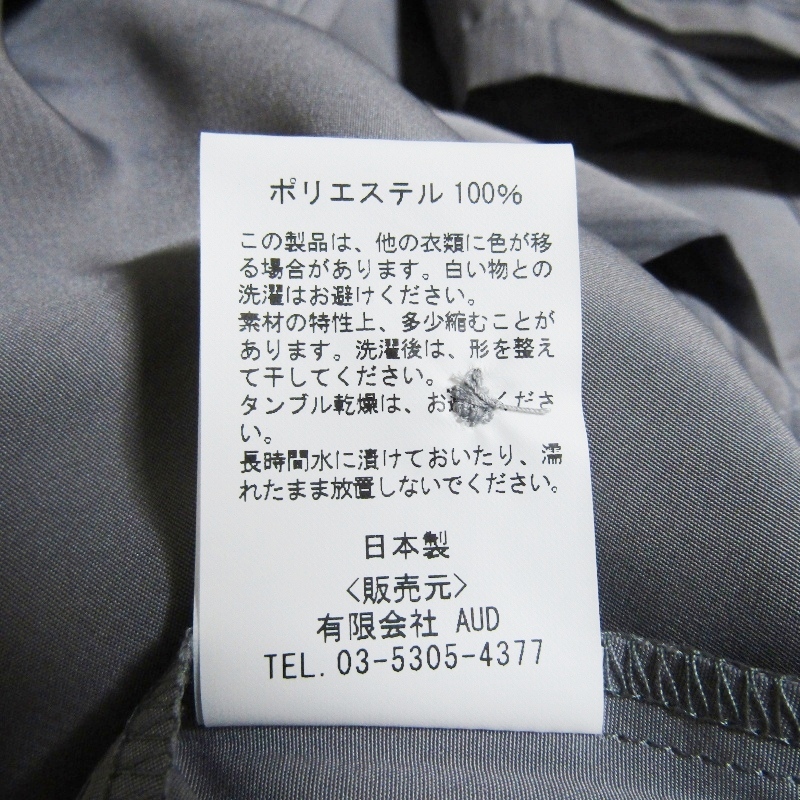 ポリエステル 100%
この製品は、他の衣類に色が移
る場合があります。白い物との
洗濯はお避けください。
素材の特性上、多少縮むことが
あります。洗濯後は、形を整え
て干してください。
タンブル乾燥は、お ください
い。
長時間水に漬けておいたり、濡
れたまま放置しないでください。
日本製
<販売元>
有限会社 AUD
TEL. 03-5305-4377